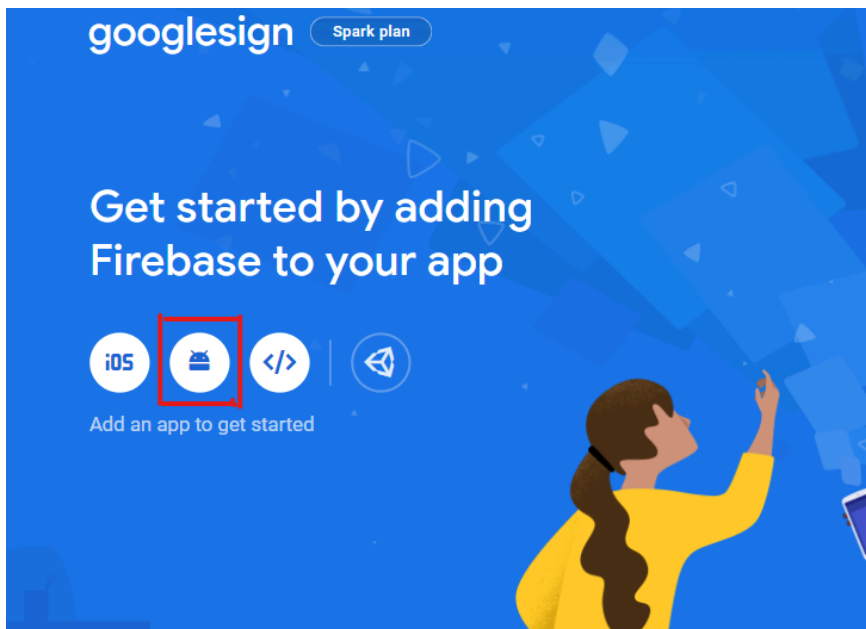 googlesign
Spark plan
Get started by adding
Firebase to your app
iOS
</>
Add an app to get started